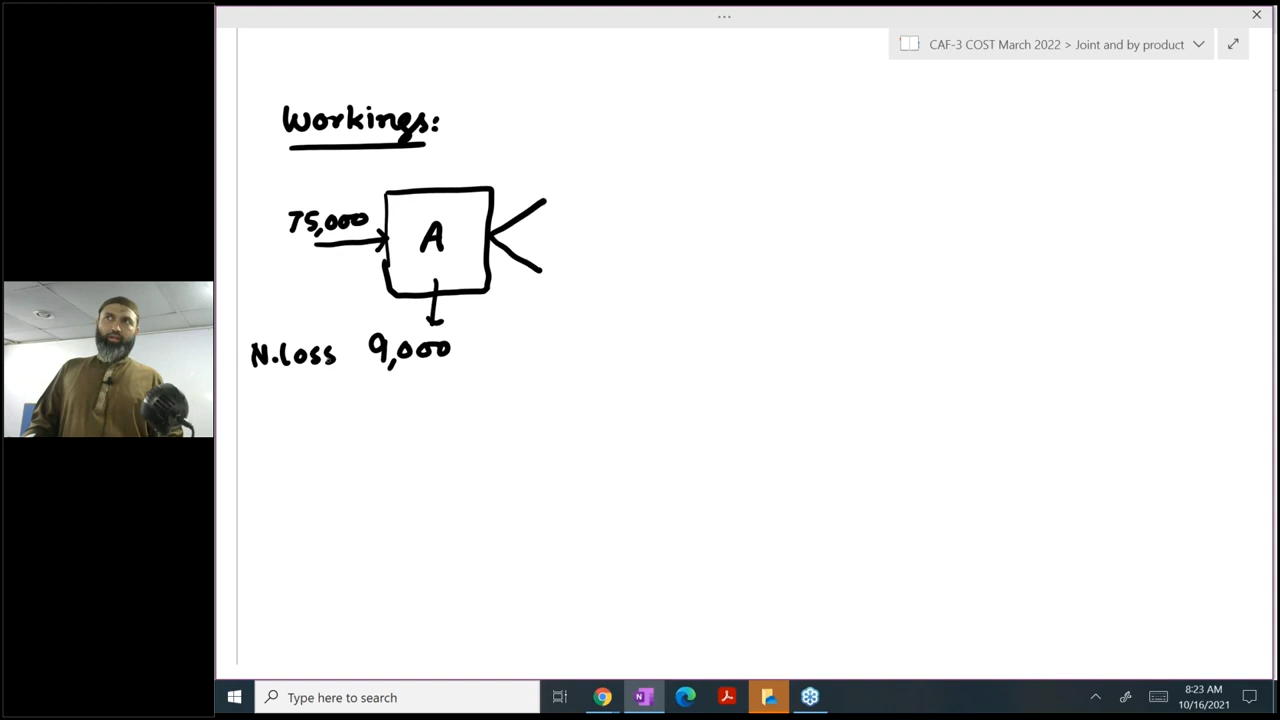 CAF-3 COST March 2022 > Joint and by product
Workings:
75,000
A
N.Loss 9,000
Type here to search
8:23 AM
10/16/2021